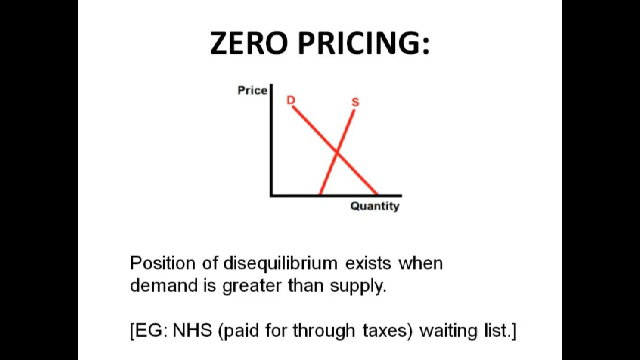 ZERO PRICING:
Price
D
S
Quantity
Position of disequilibrium exists when
demand is greater than supply.
[EG: NHS (paid for through taxes) waiting list.]